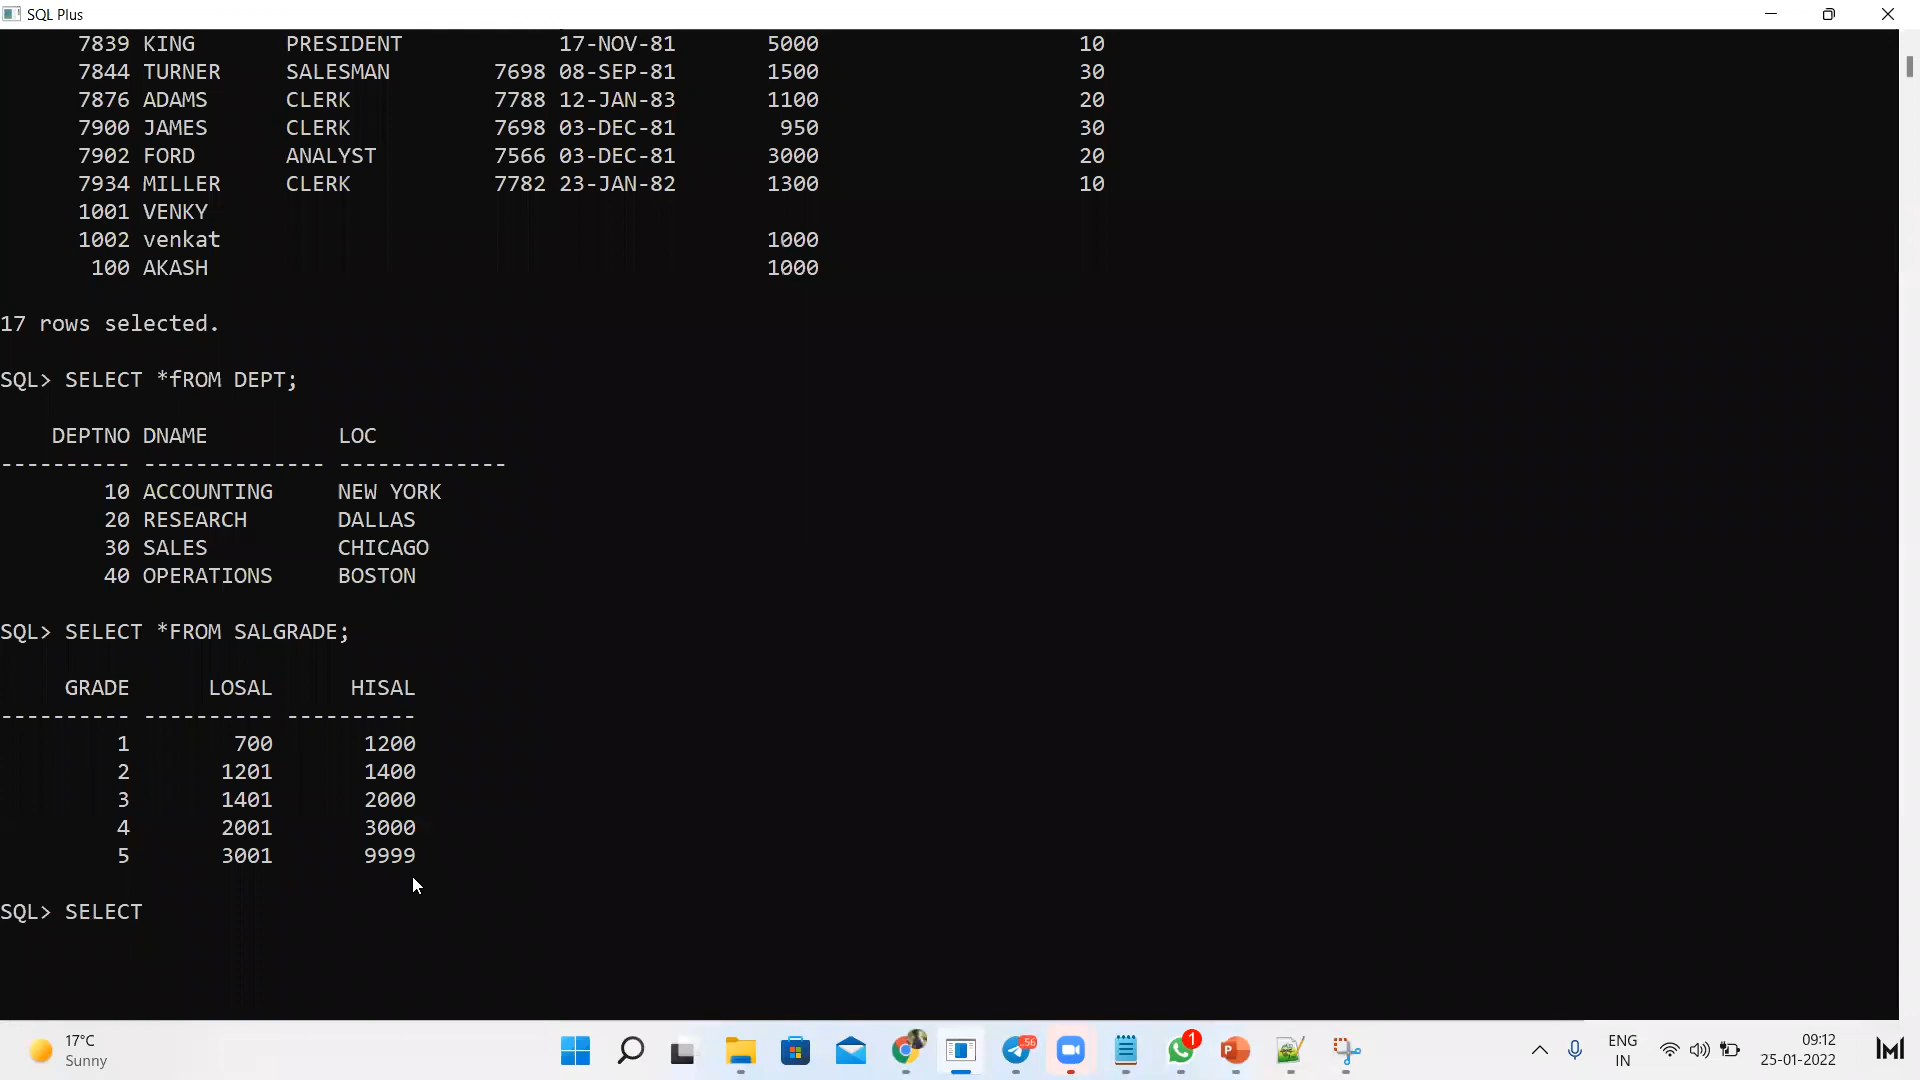 SQL Plus
7839 KING PRESIDENT 17-NOV-81 5000 10
7844 TURNER SALESMAN 7698 08-SEP-81 1500 30
7876 ADAMS CLERK 7788 12-JAN-83 1100 20
7900 JAMES CLERK 7698 03-DEC-81 950 30
7902 FORD ANALYST 7566 03-DEC-81 3000 20
7934 MILLER CLERK 7782 23-JAN-82 1300 10
1001 VENKY
1002 venkat 1000
100 AKASH 1000
17 rows selected.
SQL> SELECT *fROM DEPT;
DEPTNO DNAME LOC
---------- -------------- -------------
10 ACCOUNTING NEW YORK
20 RESEARCH DALLAS
30 SALES CHICAGO
40 OPERATIONS BOSTON
SQL> SELECT *FROM SALGRADE;
GRADE LOSAL HISAL
---------- ---------- ----------
1 700 1200
2 1201 1400
3 1401 2000
4 2001 3000
5 3001 9999
SQL> SELECT
17°C
Sunny
.56
1
P
ENG
IN
09:12
25-01-2022